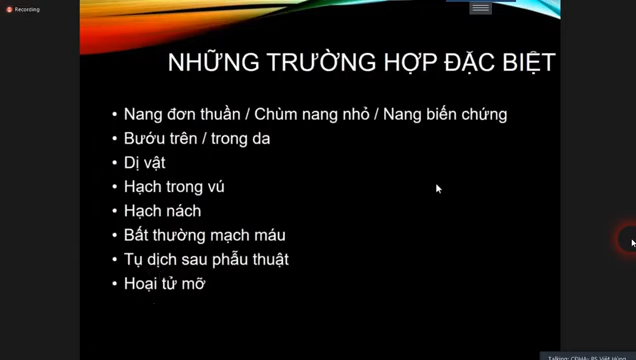 Recording
NHỮNG TRƯỜNG HỢP ĐẶC BIỆT
• Nang đơn thuần / Chùm nang nhỏ / Nang biến chứng
• Bướu trên / trong da
• Dị vật
• Hạch trong vú
• Hạch nách
• Bất thường mạch máu
• Tụ dịch sau phẫu thuật
• Hoại tử mỡ
Talking: